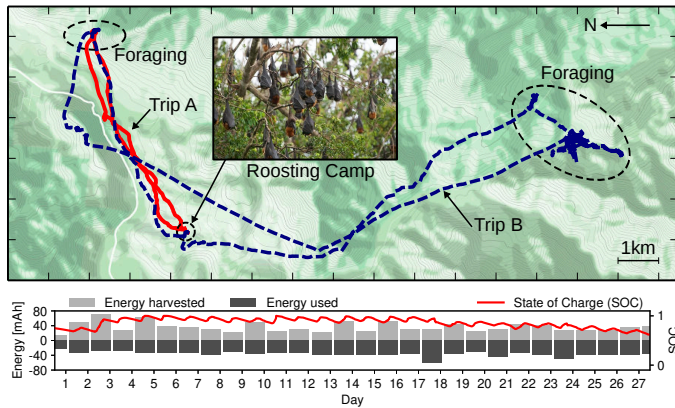 N
Foraging
Foraging
Trip A
Roosting Camp
Trip B
1km
Energy harvested
Energy used
State of Charge (SOC)
Energy [mAh]
80
40
0
-40
-80
1
0
SOC
1 2 3 4 5 6 7 8 9 10 11 12 13 14 15 16 17 18 19 20 21 22 23 24 25 26 27
Day